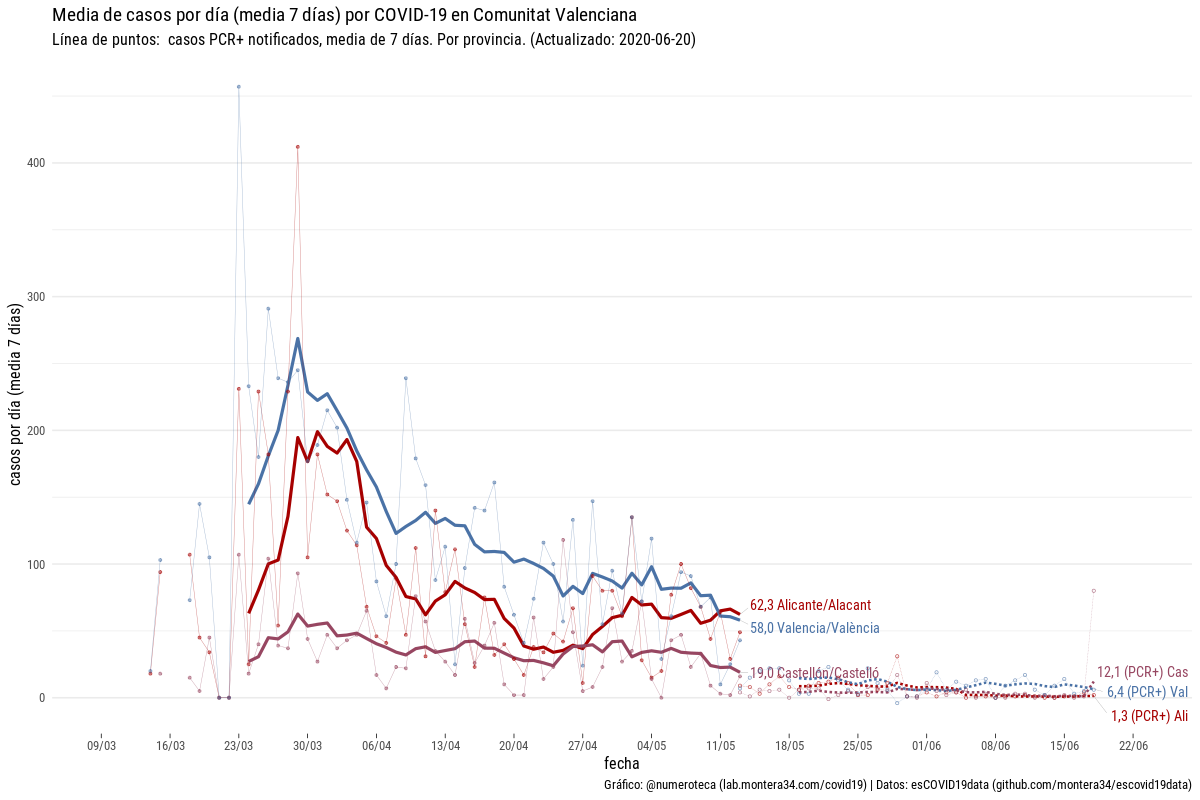 Media de casos por día (media 7 días) por COVID-19 en Comunitat Valenciana
Línea de puntos:  casos PCR+ notificados, media de 7 días. Por provincia. (Actualizado: 2020-06-20)
casos por día (media 7 días)
400
300
200
100
0
62,3 Alicante/Alacant
58,0 Valencia/València
19,0 Castellón/Castelló
12,1 (PCR+) Cas
6,4 (PCR+) Val
1,3 (PCR+) Ali
09/03 16/03 23/03 30/03 06/04 13/04 20/04 27/04 04/05 11/05 18/05 25/05 01/06 08/06 15/06 22/06
fecha
Gráfico: @numeroteca (lab.montera34.com/covid19) | Datos: esCOVID19data (github.com/montera34/escovid19data)